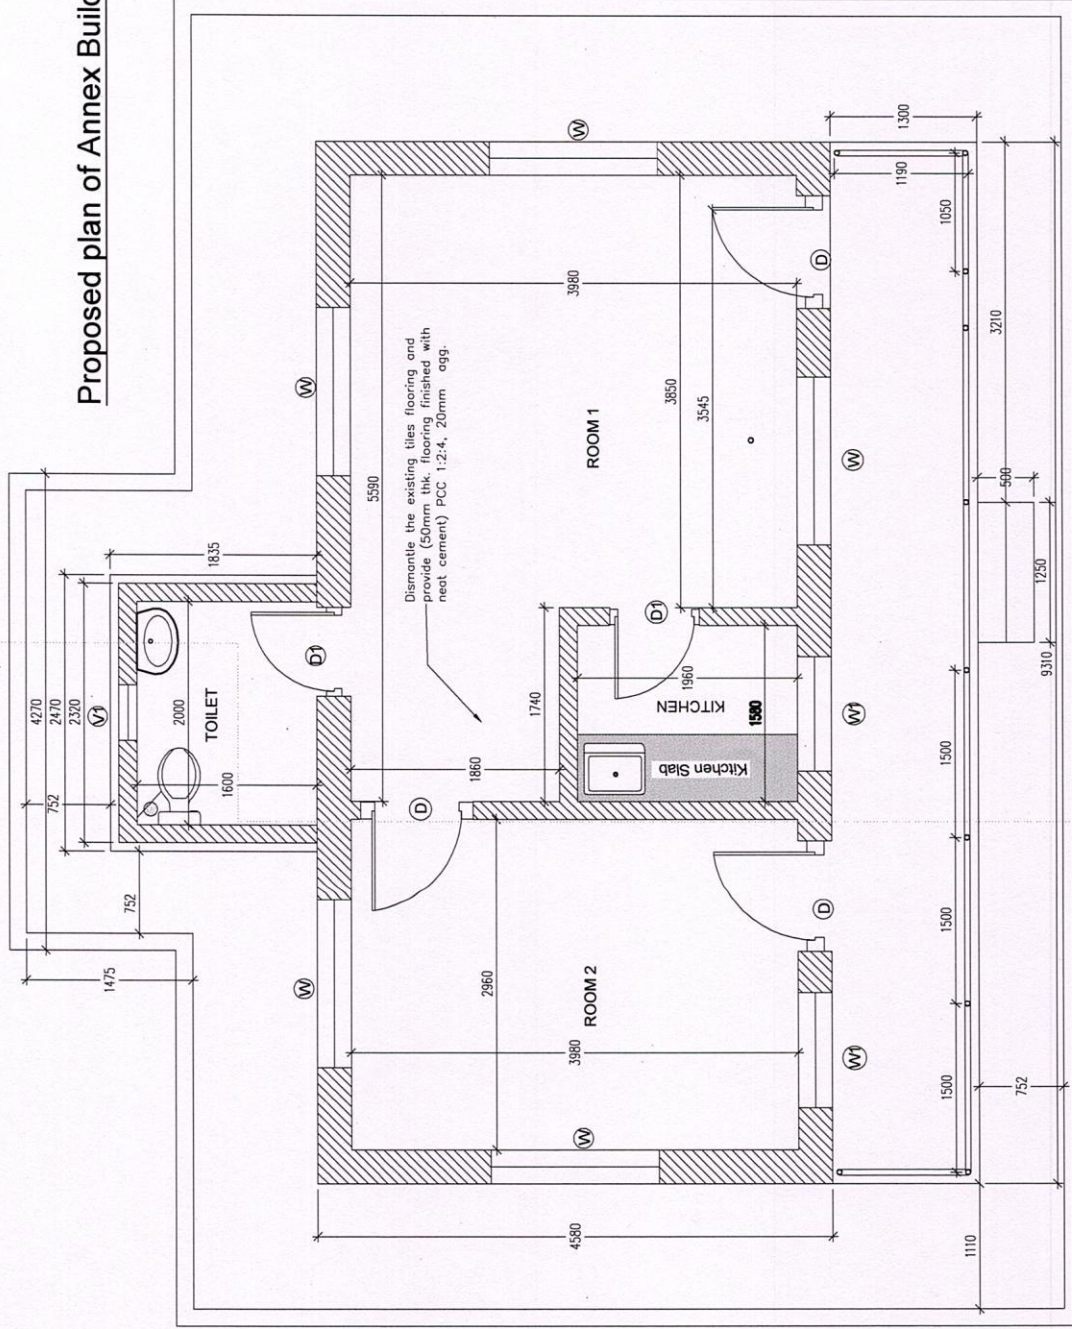 Proposed plan of Annex Build
4270
2470
2320
V1
752
752
1475
1835
2000
TOILET
1600
D1
W
W
5590
Dismantle the existing tiles flooring and
provide (50mm thk. flooring finished with
neat cement) PCC 1:2:4, 20mm agg.
3980
W
1860
1740
D
ROOM 1
3850
3545
D1
1960
KITCHEN
1580
Kitchen Slab
2960
ROOM 2
3980
W
D
D
W
W1
W1
4580
1300
1190
1050
3210
500
1250
9310
1500
1500
1500
752
1110